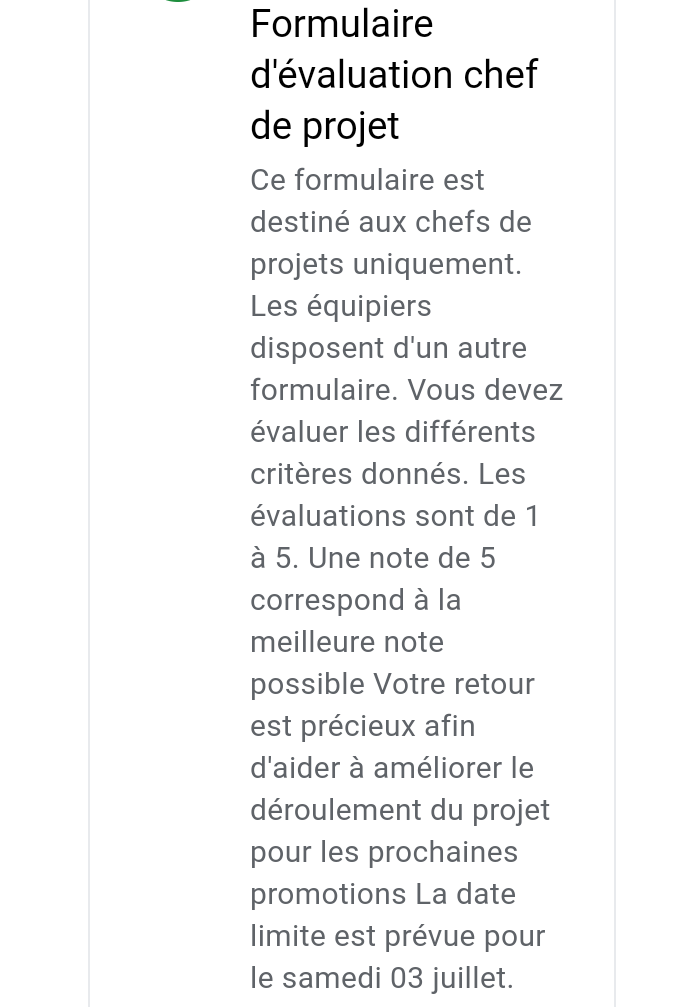 Formulaire
d'évaluation chef
de projet
Ce formulaire est
destiné aux chefs de
projets uniquement.
Les équipiers
disposent d'un autre
formulaire. Vous devez
évaluer les différents
critères donnés. Les
évaluations sont de 1
à 5. Une note de 5
correspond à la
meilleure note
possible Votre retour
est précieux afin
d'aider à améliorer le
déroulement du projet
pour les prochaines
promotions La date
limite est prévue pour
le samedi 03 juillet.